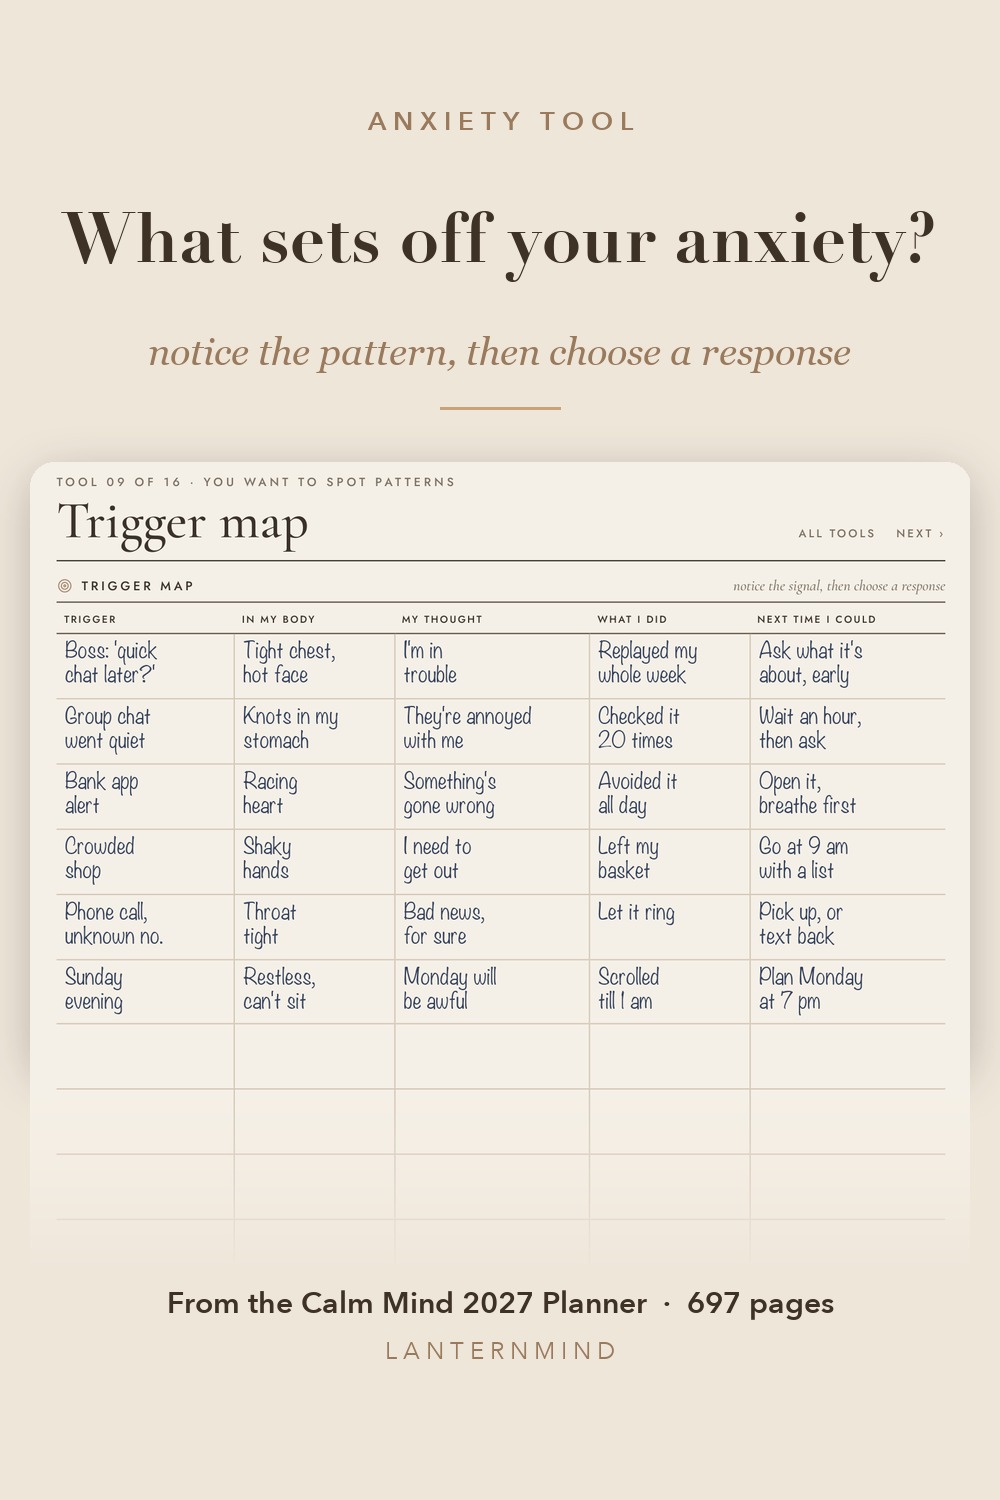 ANXIETY TOOL
What sets off your anxiety?
notice the pattern, then choose a response
TOOL 09 OF 16 · YOU WANT TO SPOT PATTERNS
Trigger map
ALL TOOLS NEXT ›
TRIGGER MAP
notice the signal, then choose a response
TRIGGER IN MY BODY MY THOUGHT WHAT I DID NEXT TIME I COULD
Boss: 'quick
chat later?'
Tight chest,
hot face
I'm in
trouble
Replayed my
whole week
Ask what it's
about, early
Group chat
went quiet
Knots in my
stomach
They're annoyed
with me
Checked it
20 times
Wait an hour,
then ask
Bank app
alert
Racing
heart
Something's
gone wrong
Avoided it
all day
Open it,
breathe first
Crowded
shop
Shaky
hands
I need to
get out
Left my
basket
Go at 9 am
with a list
Phone call,
unknown no.
Throat
tight
Bad news,
for sure
Let it ring
Pick up, or
text back
Sunday
evening
Restless,
can't sit
Monday will
be awful
Scrolled
till 1 am
Plan Monday
at 7 pm
From the Calm Mind 2027 Planner · 697 pages
LANTERNMIND